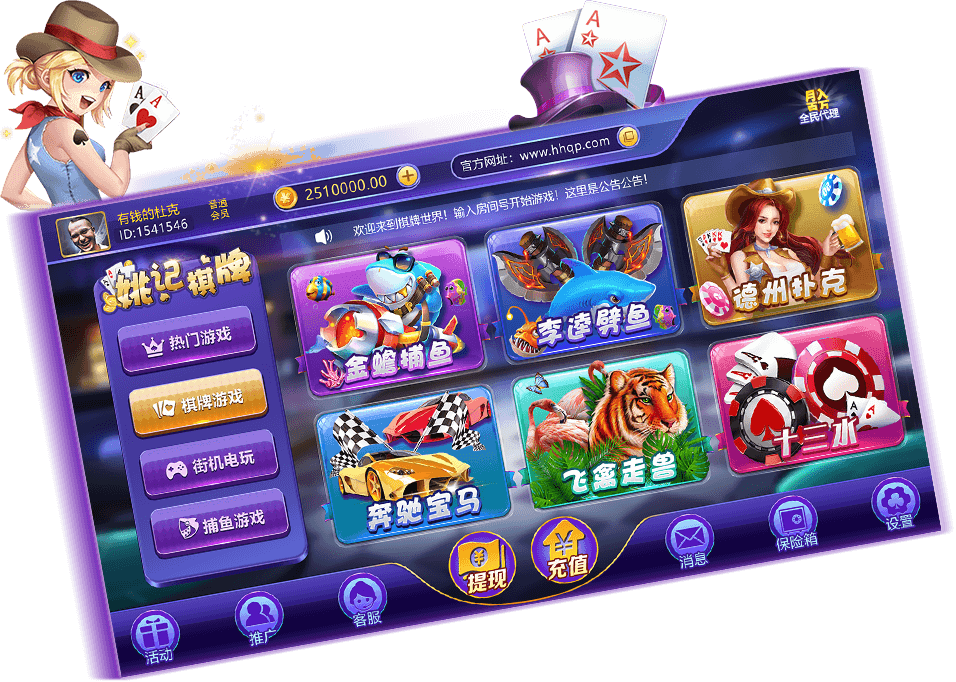 月入
百万
全民代理
官方网址：www.hhqp.com
2510000.00
有钱的杜克
ID:1541546
普通
会员
欢迎来到棋牌世界！输入房间号开始游戏！这里是公告公告！
姚记棋牌
热门游戏
棋牌游戏
街机电玩
捕鱼游戏
金蟾捕鱼
李逵劈鱼
德州扑克
奔驰宝马
飞禽走兽
十三水
活动
推广
客服
提现
充值
消息
保险箱
设置
A
A
A
A